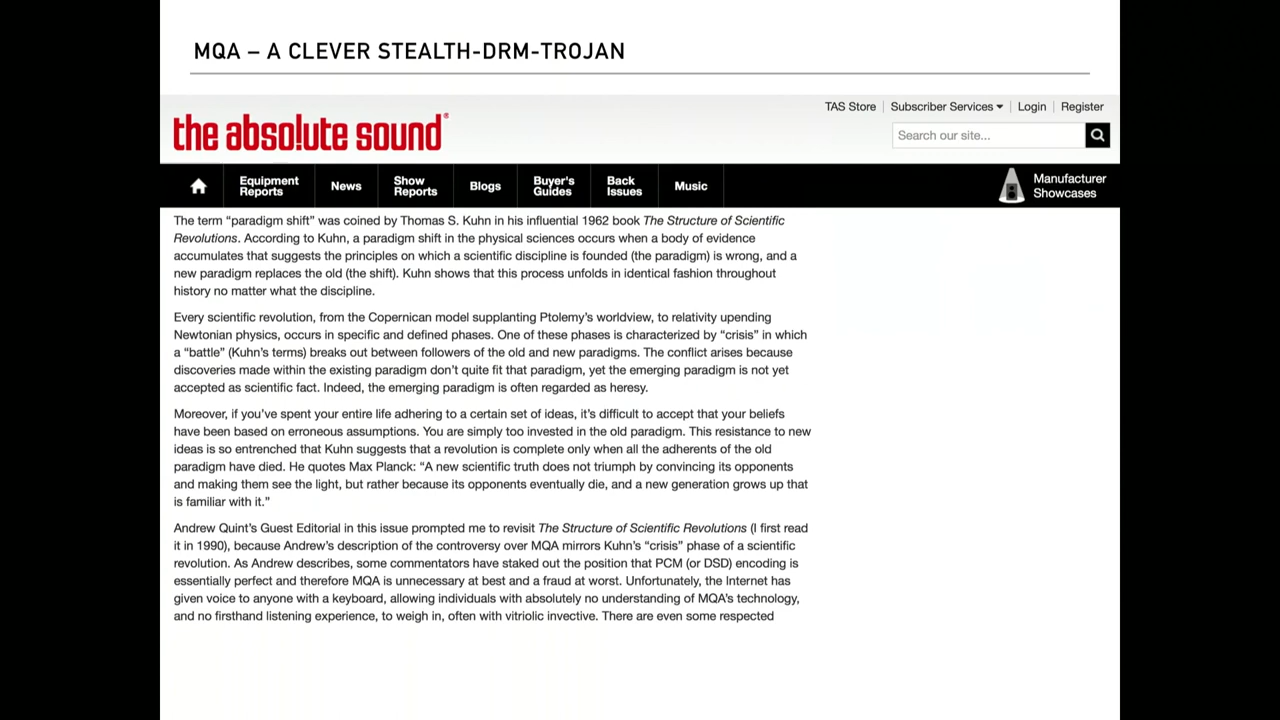 MQA – A CLEVER STEALTH-DRM-TROJAN
TAS Store | Subscriber Services | Login | Register
the abso!ute sound®
Search our site...
Equipment Reports
News
Show Reports
Blogs
Buyer's Guides
Back Issues
Music
Manufacturer Showcases
The term “paradigm shift” was coined by Thomas S. Kuhn in his influential 1962 book The Structure of Scientific
Revolutions. According to Kuhn, a paradigm shift in the physical sciences occurs when a body of evidence
accumulates that suggests the principles on which a scientific discipline is founded (the paradigm) is wrong, and a
new paradigm replaces the old (the shift). Kuhn shows that this process unfolds in identical fashion throughout
history no matter what the discipline.
Every scientific revolution, from the Copernican model supplanting Ptolemy’s worldview, to relativity upending
Newtonian physics, occurs in specific and defined phases. One of these phases is characterized by “crisis” in which
a “battle” (Kuhn’s terms) breaks out between followers of the old and new paradigms. The conflict arises because
discoveries made within the existing paradigm don’t quite fit that paradigm, yet the emerging paradigm is not yet
accepted as scientific fact. Indeed, the emerging paradigm is often regarded as heresy.
Moreover, if you’ve spent your entire life adhering to a certain set of ideas, it’s difficult to accept that your beliefs
have been based on erroneous assumptions. You are simply too invested in the old paradigm. This resistance to new
ideas is so entrenched that Kuhn suggests that a revolution is complete only when all the adherents of the old
paradigm have died. He quotes Max Planck: “A new scientific truth does not triumph by convincing its opponents
and making them see the light, but rather because its opponents eventually die, and a new generation grows up that
is familiar with it.”
Andrew Quint’s Guest Editorial in this issue prompted me to revisit The Structure of Scientific Revolutions (I first read
it in 1990), because Andrew’s description of the controversy over MQA mirrors Kuhn’s “crisis” phase of a scientific
revolution. As Andrew describes, some commentators have staked out the position that PCM (or DSD) encoding is
essentially perfect and therefore MQA is unnecessary at best and a fraud at worst. Unfortunately, the Internet has
given voice to anyone with a keyboard, allowing individuals with absolutely no understanding of MQA’s technology,
and no firsthand listening experience, to weigh in, often with vitriolic invective. There are even some respected